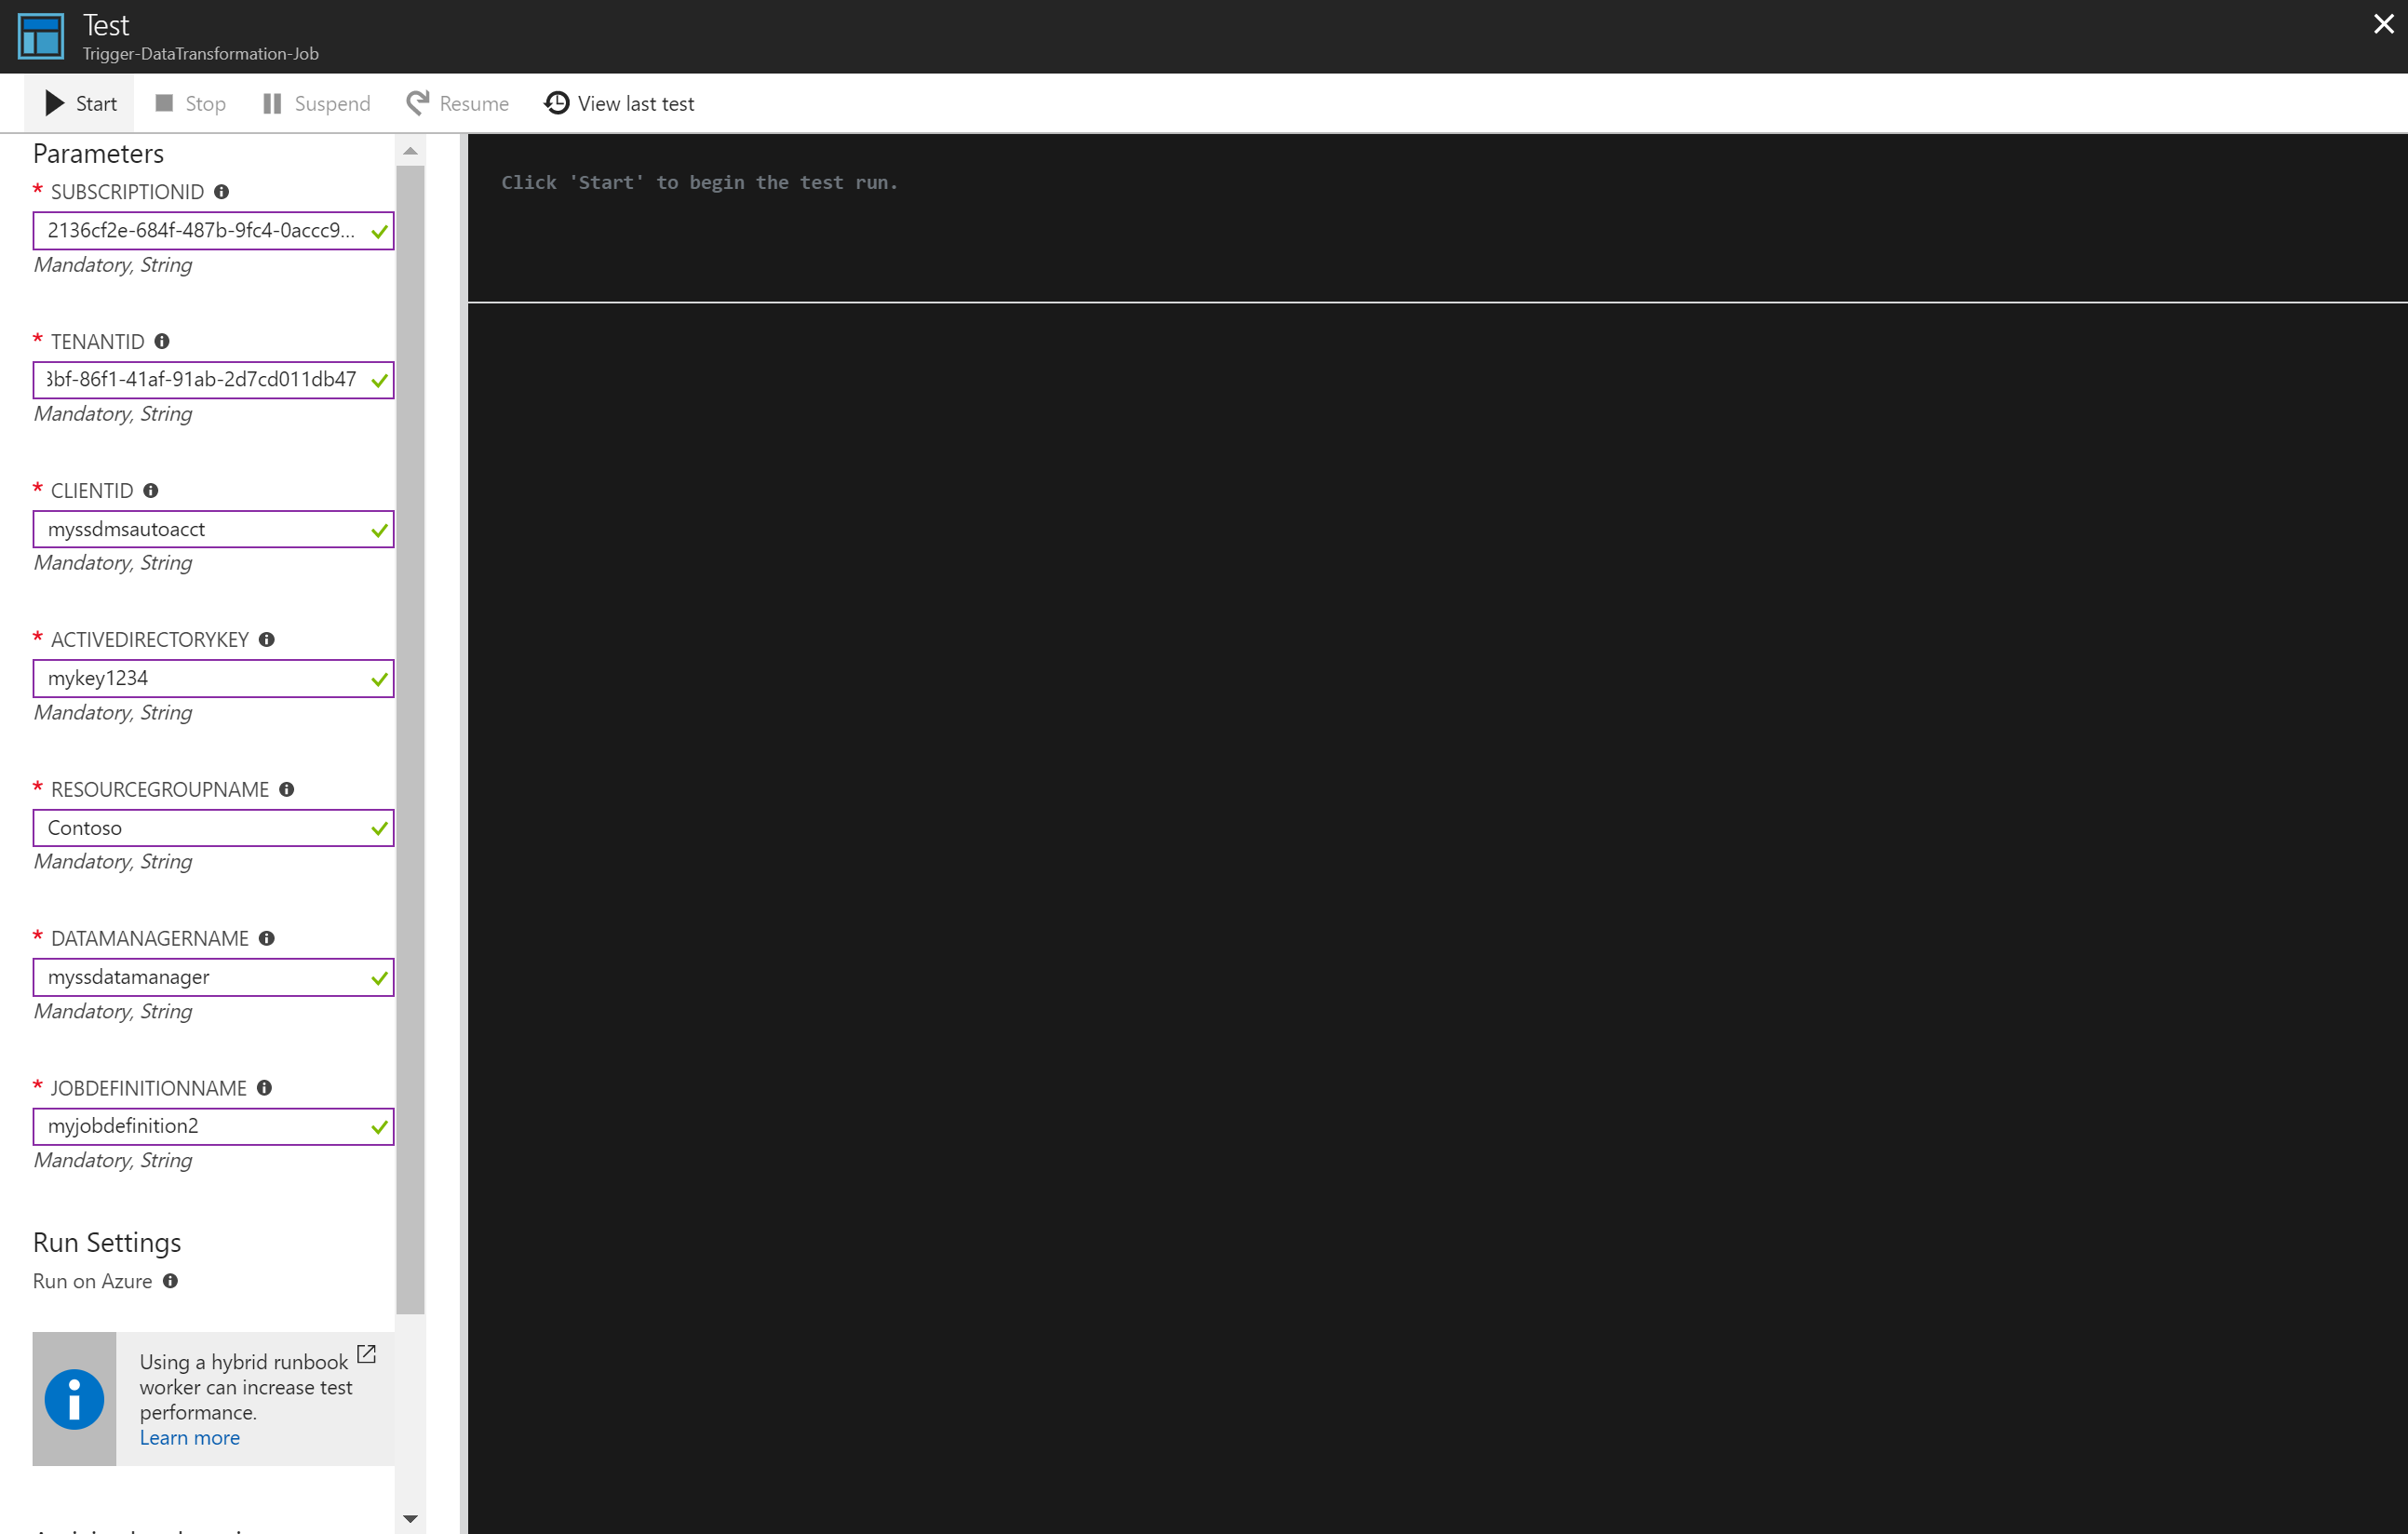 Test
Trigger-DataTransformation-Job
Start Stop Suspend Resume View last test
Parameters
* SUBSCRIPTIONID
2136cf2e-684f-487b-9fc4-0accc9...
Mandatory, String
* TENANTID
3bf-86f1-41af-91ab-2d7cd011db47
Mandatory, String
* CLIENTID
myssdmsautoacct
Mandatory, String
* ACTIVEDIRECTORYKEY
mykey1234
Mandatory, String
* RESOURCEGROUPNAME
Contoso
Mandatory, String
* DATAMANAGERNAME
myssdatamanager
Mandatory, String
* JOBDEFINITIONNAME
myjobdefinition2
Mandatory, String
Run Settings
Run on Azure
Using a hybrid runbook
worker can increase test
performance.
Learn more
Click 'Start' to begin the test run.